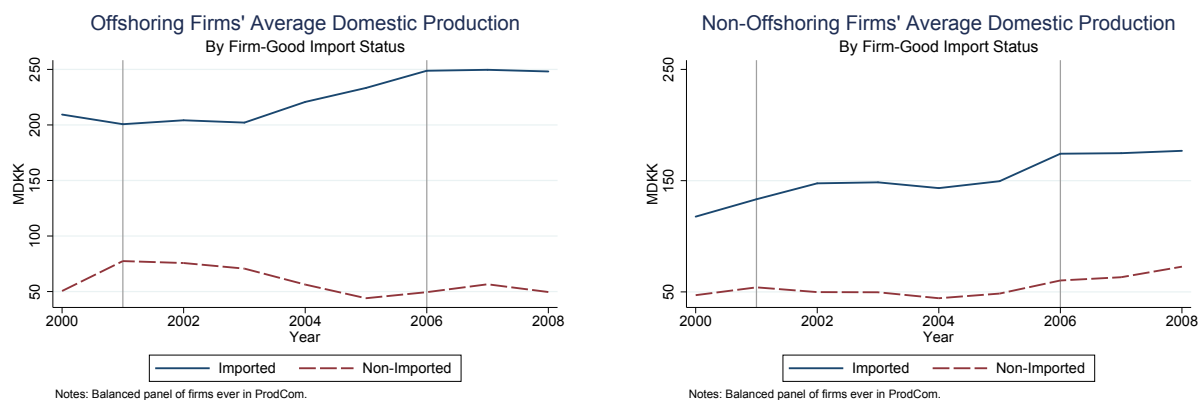 Offshoring Firms' Average Domestic Production
By Firm-Good Import Status
250
200
150
100
50
MDKK
2000
2002
2004
2006
2008
Year
Imported
Non-Imported
Notes: Balanced panel of firms ever in ProdCom.
Non-Offshoring Firms' Average Domestic Production
By Firm-Good Import Status
250
150
50
MDKK
2000
2002
2004
2006
2008
Year
Imported
Non-Imported
Notes: Balanced panel of firms ever in ProdCom.